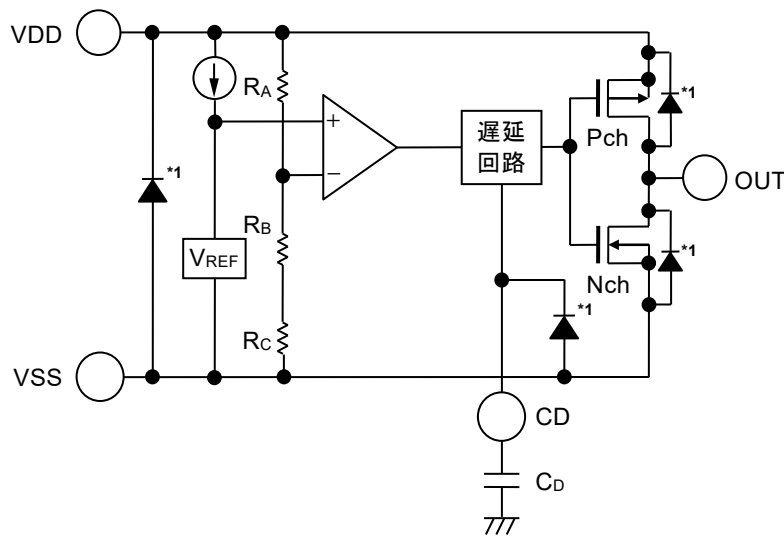 VDD
RA
+
−
遅延
回路
*1
Pch
OUT
*1
RB
VREF
*1
Nch
*1
RC
VSS
CD
CD